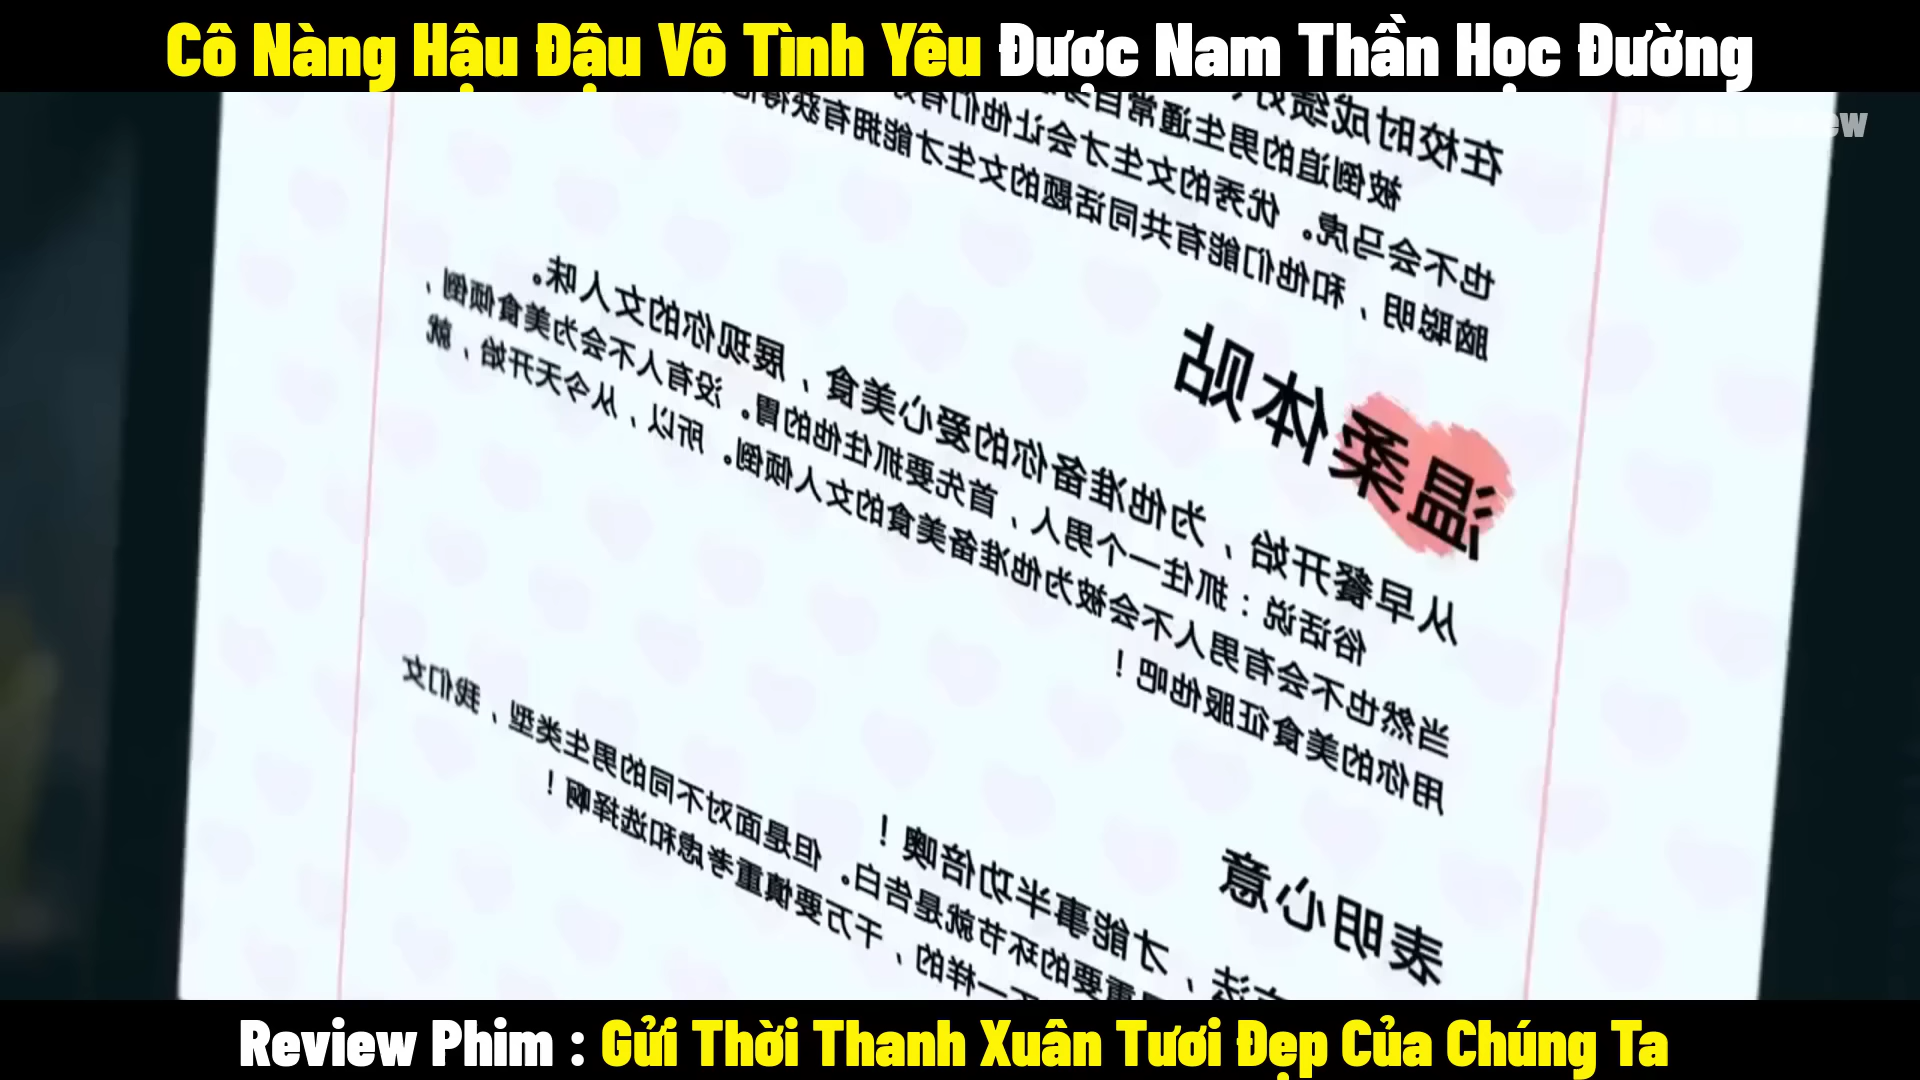 Cô Nàng Hậu Đậu Vô Tình Yêu Được Nam Thần Học Đường
在校时成绩好、
被倒追的男生通常自身
也不会马虎。优秀的女生才会让他们有好
脑聪明，和他们能有共同话题的女生才能拥有获得他
温柔体贴
从早餐开始，为他准备你的爱心美食，展现你的女人味。
俗话说：抓住一个男人，首先要抓住他的胃。没有人不会为美食倾倒，
当然也不会有男人不会被为他准备美食的女人倾倒。所以，从今天开始，就
用你的美食征服他吧！
表明心意
方法，才能事半功倍噢！
重要的环节就是告白。但是面对不同的男生类型，我们女
不一样的，千万要慎重考虑和选择啊！
Review Phim : Gửi Thời Thanh Xuân Tươi Đẹp Của Chúng Ta